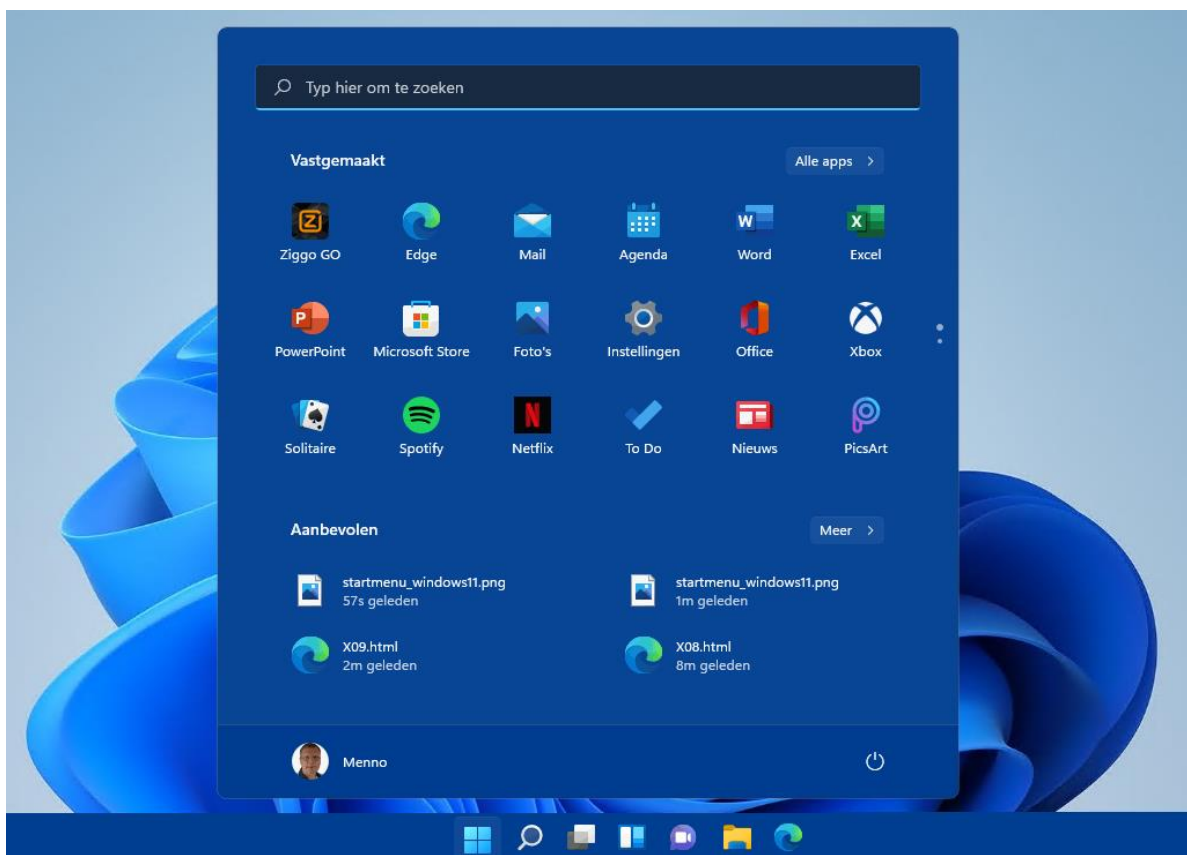 Typ hier om te zoeken
Vastgemaakt
Alle apps >
Ziggo GO Edge Mail Agenda Word Excel
PowerPoint Microsoft Store Foto's Instellingen Office Xbox
Solitaire Spotify Netflix To Do Nieuws PicsArt
Aanbevolen
Meer >
startmenu_windows11.png
57s geleden
startmenu_windows11.png
1m geleden
X09.html
2m geleden
X08.html
8m geleden
Menno